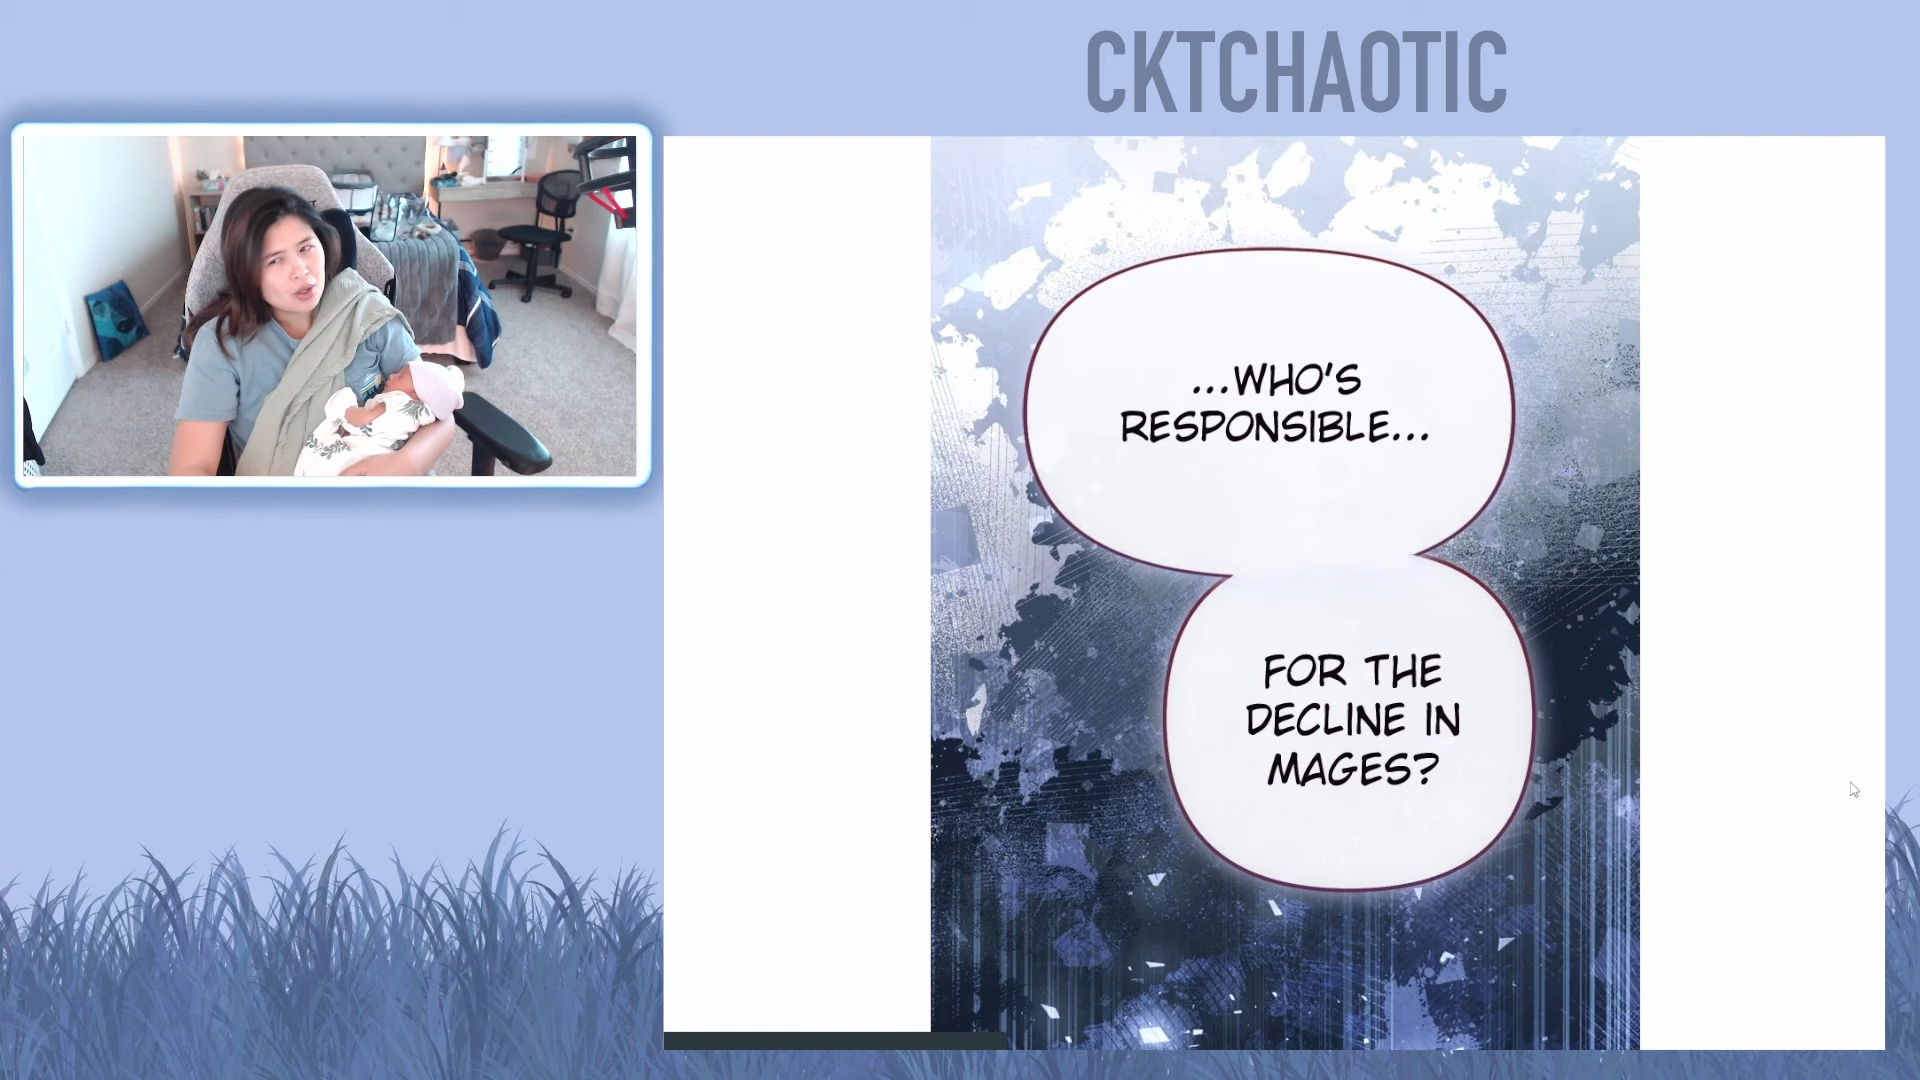 CKTCHAOTIC
...WHO'S
RESPONSIBLE...
FOR THE
DECLINE IN
MAGES?